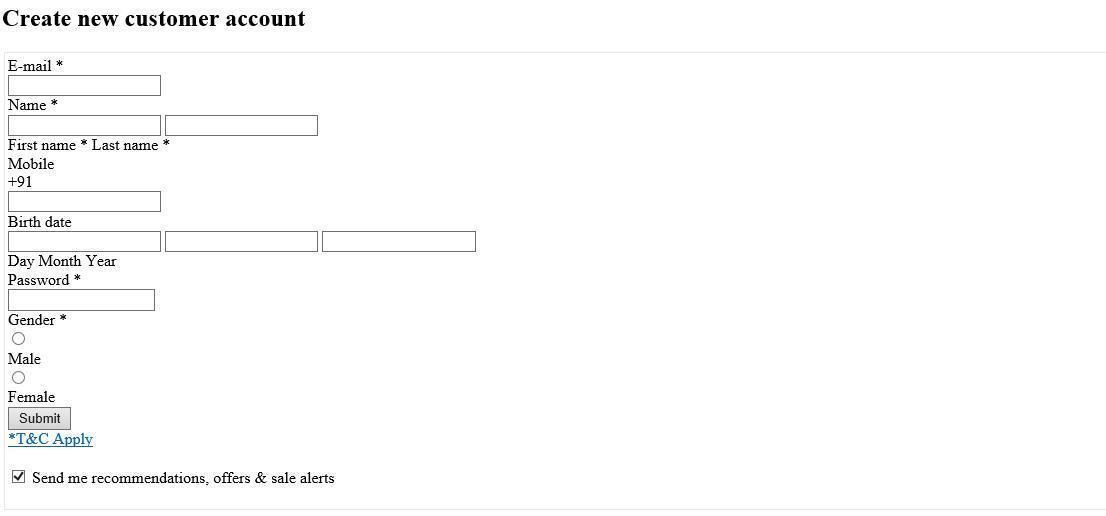 Create new customer account
E-mail *
Name *
First name * Last name *
Mobile
+91
Birth date
Day Month Year
Password *
Gender *
Male
Female
Submit
*T&C Apply
Send me recommendations, offers & sale alerts